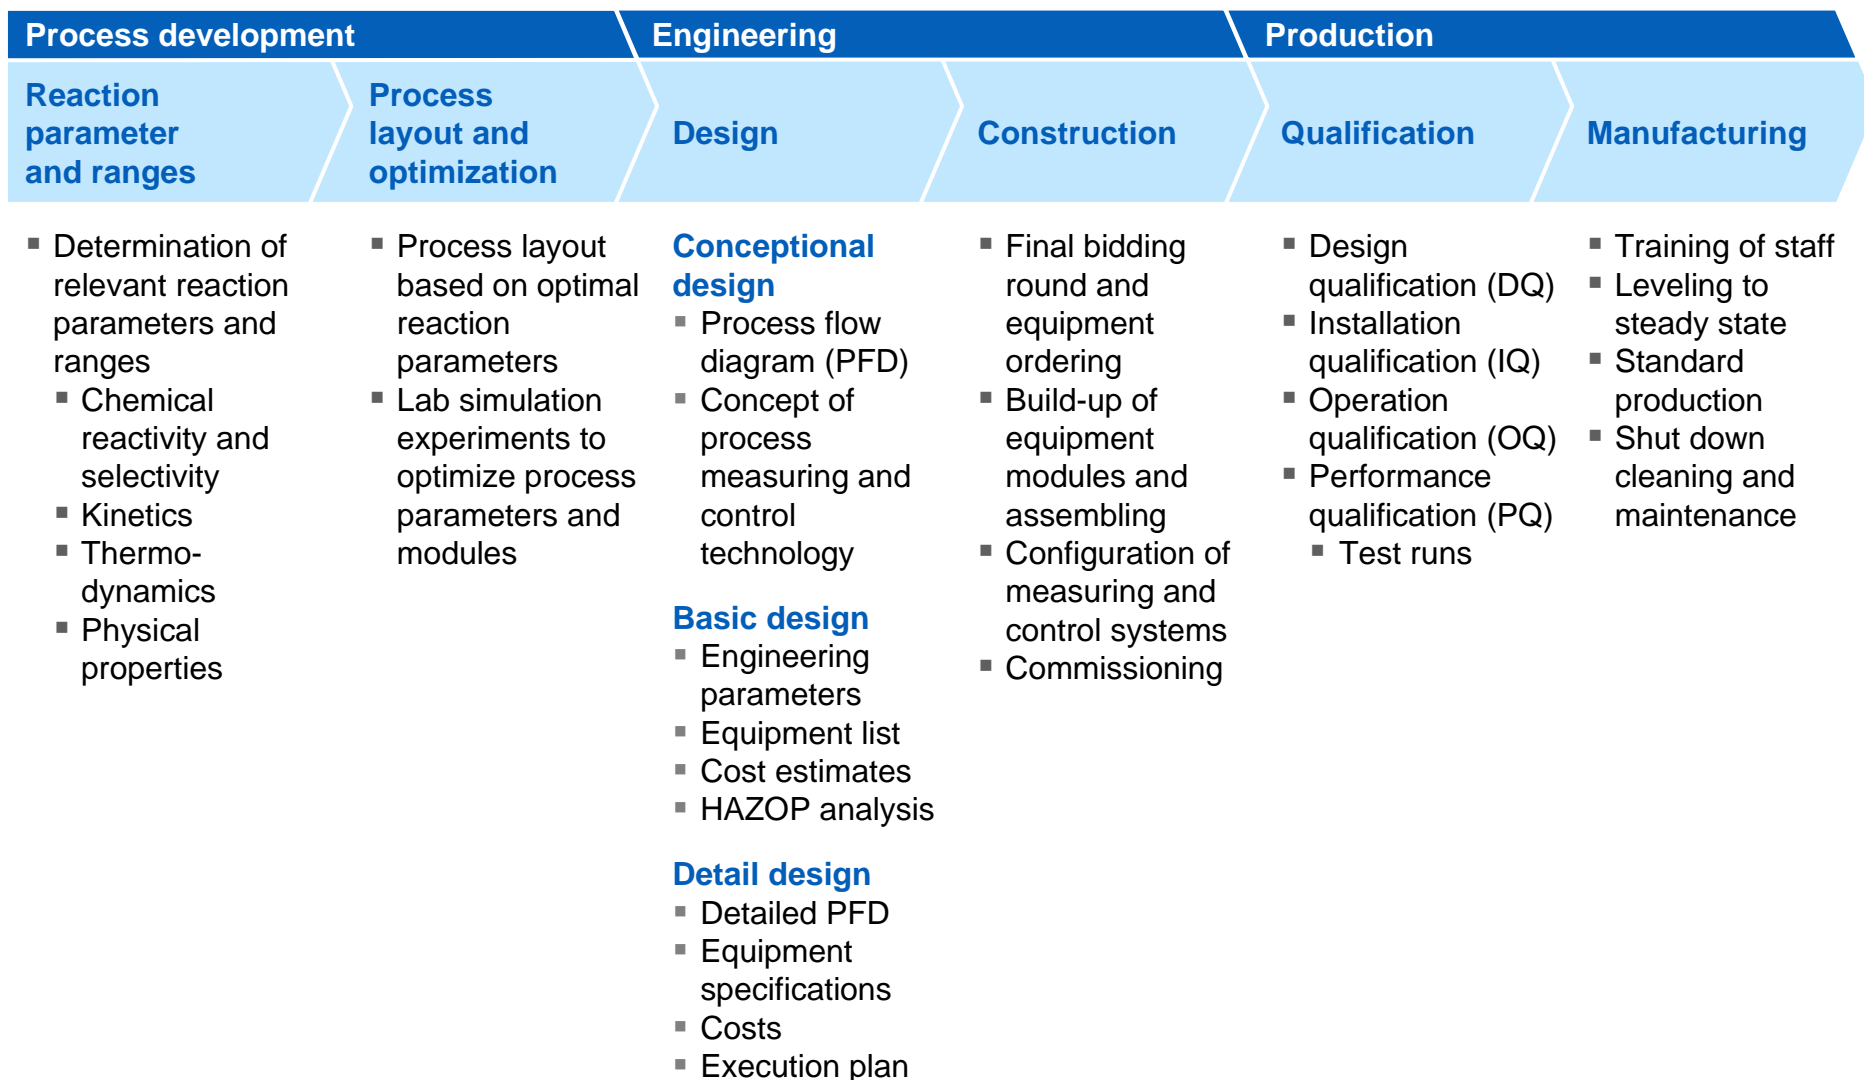 Process development
Engineering
Production
Reaction
parameter
and ranges
Process
layout and
optimization
Design
Construction
Qualification
Manufacturing
Determination of
relevant reaction
parameters and
ranges
Chemical
reactivity and
selectivity
Kinetics
Thermo-
dynamics
Physical
properties
Process layout
based on optimal
reaction
parameters
Lab simulation
experiments to
optimize process
parameters and
modules
Conceptional
design
Process flow
diagram (PFD)
Concept of
process
measuring and
control
technology
Basic design
Engineering
parameters
Equipment list
Cost estimates
HAZOP analysis
Detail design
Detailed PFD
Equipment
specifications
Costs
Execution plan
Final bidding
round and
equipment
ordering
Build-up of
equipment
modules and
assembling
Configuration of
measuring and
control systems
Commissioning
Design
qualification (DQ)
Installation
qualification (IQ)
Operation
qualification (OQ)
Performance
qualification (PQ)
Test runs
Training of staff
Leveling to
steady state
Standard
production
Shut down
cleaning and
maintenance